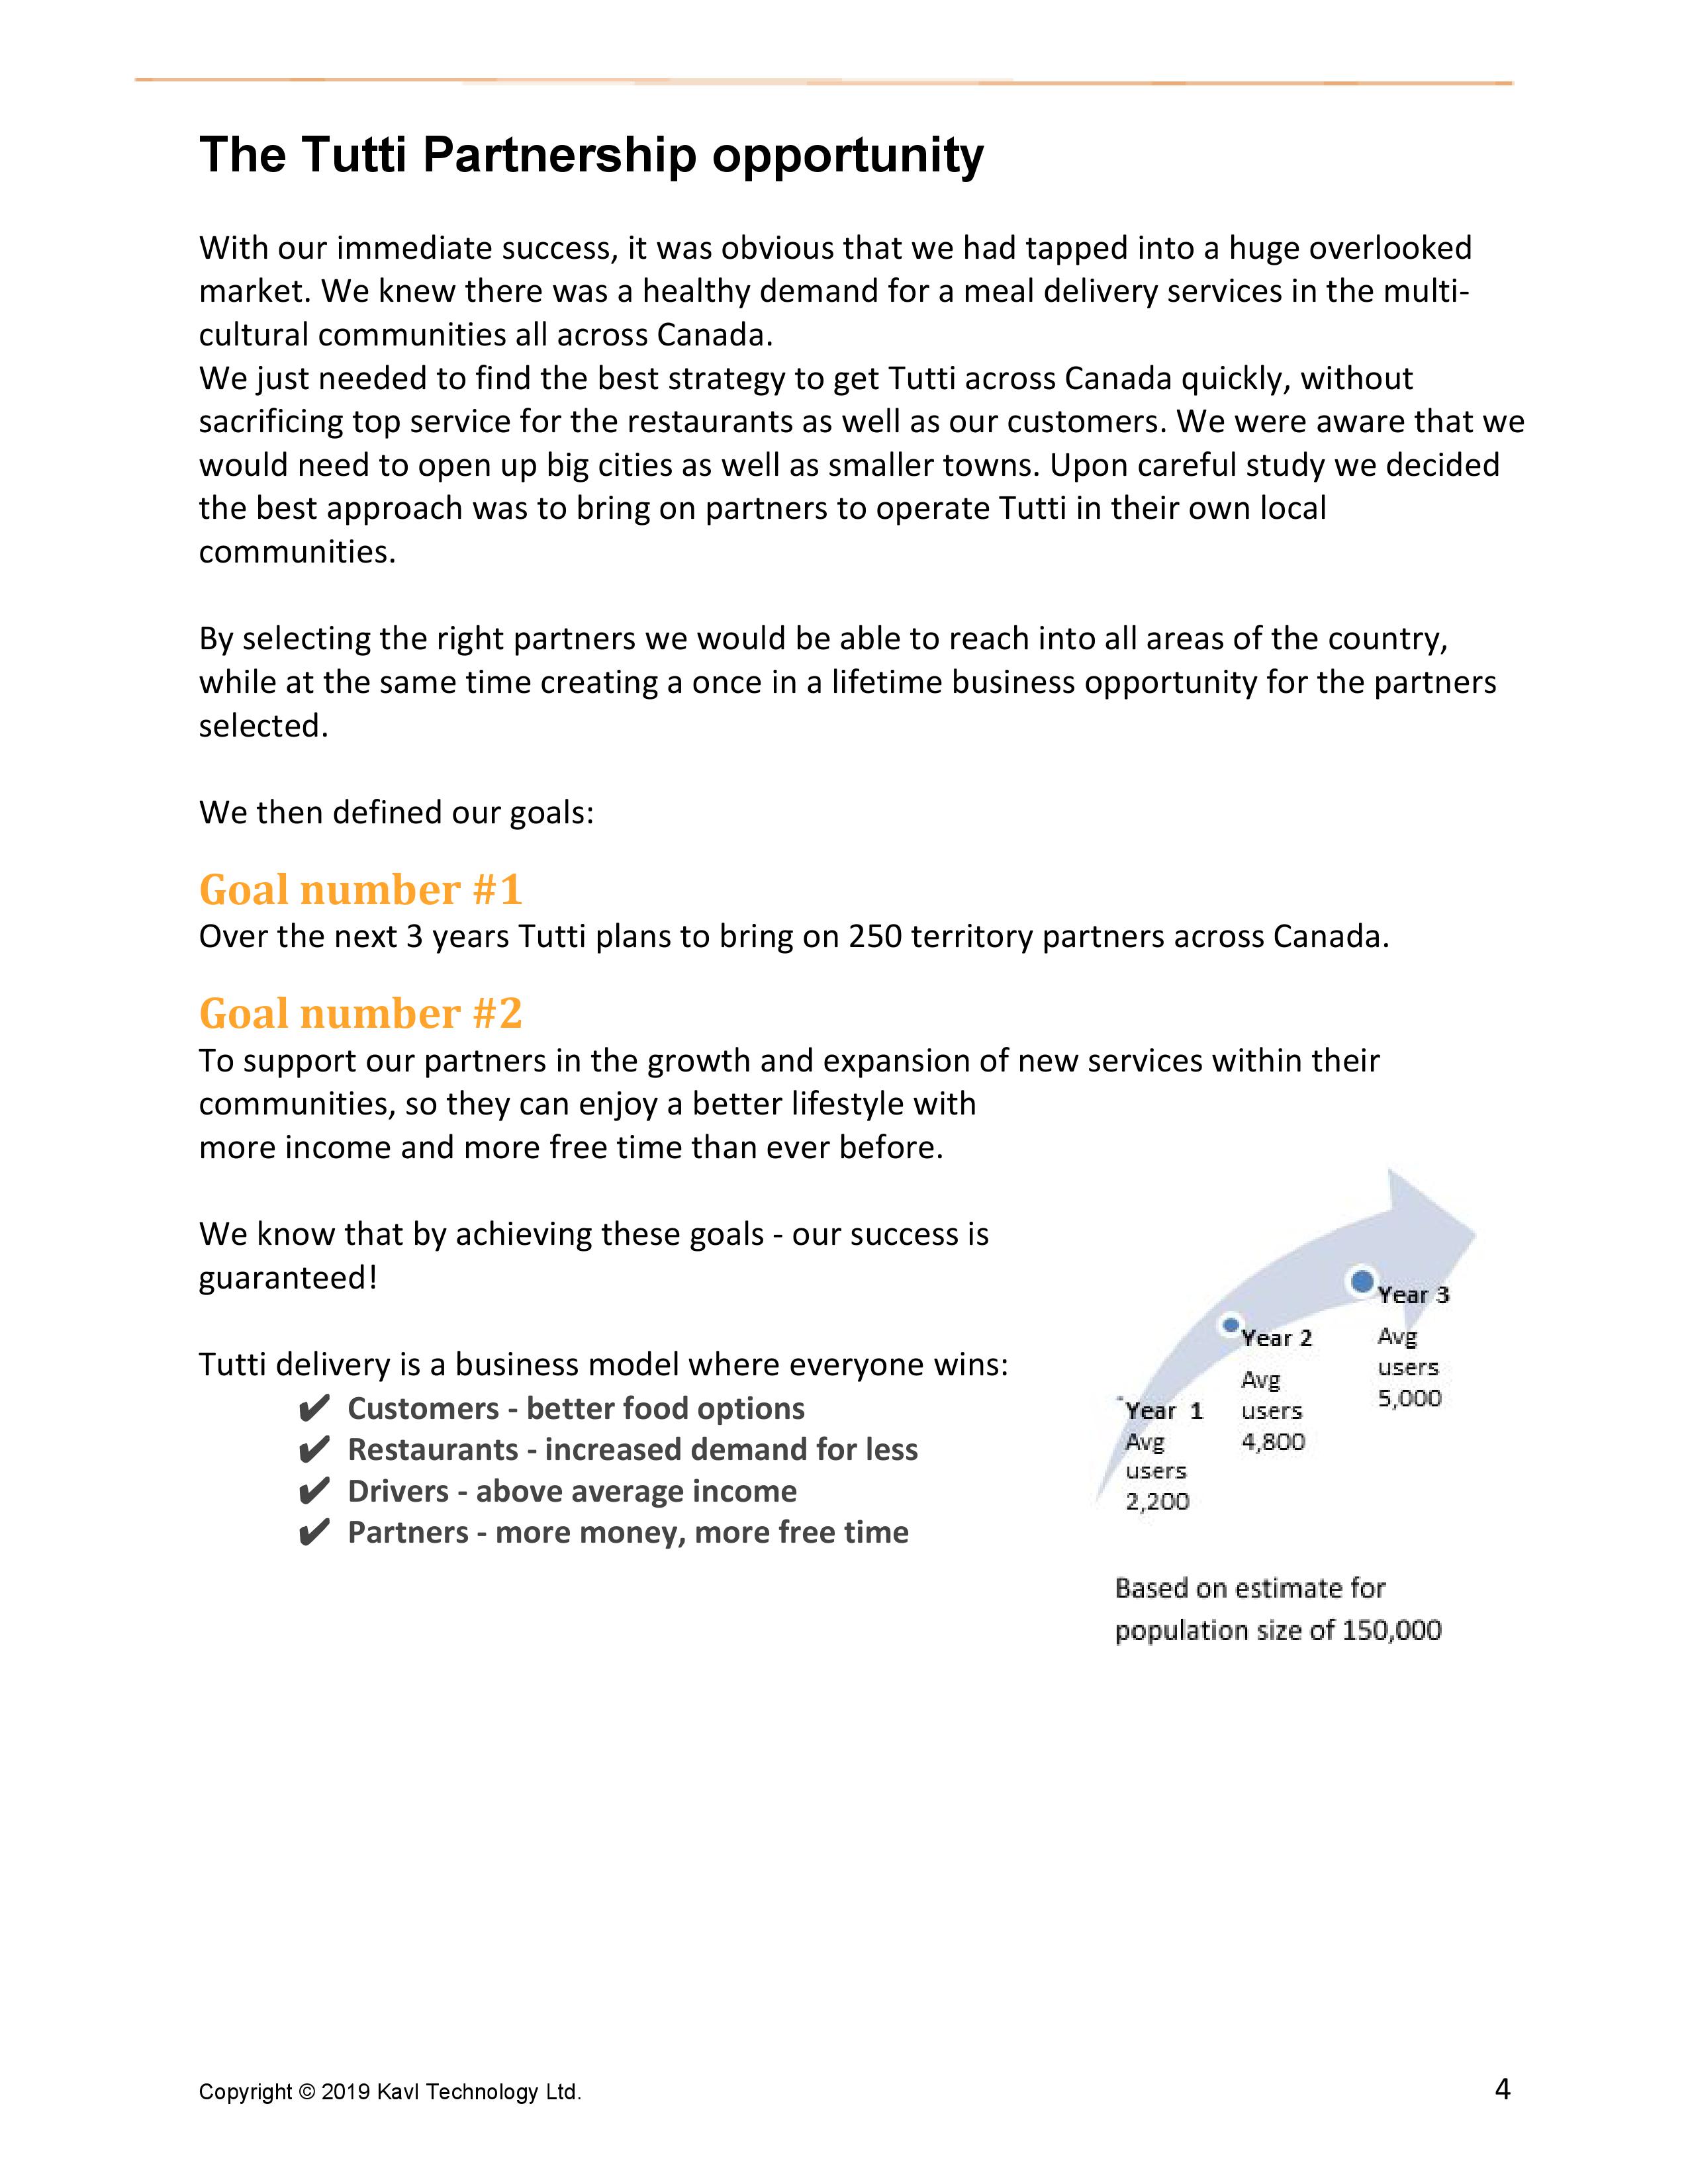 The Tutti Partnership opportunity
With our immediate success, it was obvious that we had tapped into a huge overlooked
market. We knew there was a healthy demand for a meal delivery services in the multi-
cultural communities all across Canada.
We just needed to find the best strategy to get Tutti across Canada quickly, without
sacrificing top service for the restaurants as well as our customers. We were aware that we
would need to open up big cities as well as smaller towns. Upon careful study we decided
the best approach was to bring on partners to operate Tutti in their own local
communities.
By selecting the right partners we would be able to reach into all areas of the country,
while at the same time creating a once in a lifetime business opportunity for the partners
selected.
We then defined our goals:
Goal number #1
Over the next 3 years Tutti plans to bring on 250 territory partners across Canada.
Goal number #2
To support our partners in the growth and expansion of new services within their
communities, so they can enjoy a better lifestyle with
more income and more free time than ever before.
We know that by achieving these goals - our success is
guaranteed!
Tutti delivery is a business model where everyone wins:
✔ Customers - better food options
✔ Restaurants - increased demand for less
✔ Drivers - above average income
✔ Partners - more money, more free time
Year 1
Avg
users
2,200
Year 2
Avg
users
4,800
Year 3
Avg
users
5,000
Based on estimate for
population size of 150,000
Copyright © 2019 Kavl Technology Ltd.
4